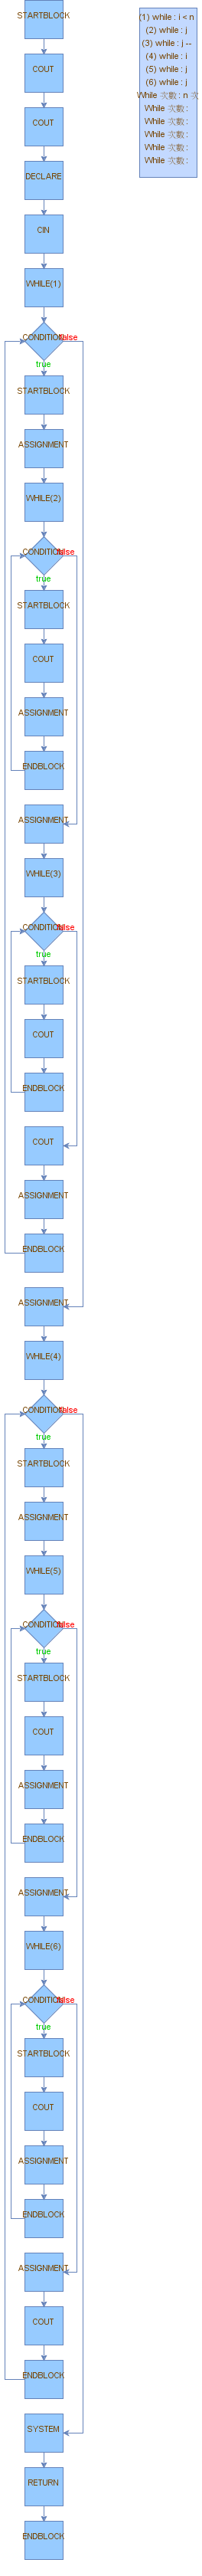 STARTBLOCK
COUT
COUT
DECLARE
CIN
WHILE(1)
CONDITION
false
true
STARTBLOCK
ASSIGNMENT
WHILE(2)
CONDITION
false
true
STARTBLOCK
COUT
ASSIGNMENT
ENDBLOCK
ASSIGNMENT
WHILE(3)
CONDITION
false
true
STARTBLOCK
COUT
ENDBLOCK
COUT
ASSIGNMENT
ENDBLOCK
ASSIGNMENT
WHILE(4)
CONDITION
false
true
STARTBLOCK
ASSIGNMENT
WHILE(5)
CONDITION
false
true
STARTBLOCK
COUT
ASSIGNMENT
ENDBLOCK
ASSIGNMENT
WHILE(6)
CONDITION
false
true
STARTBLOCK
COUT
ASSIGNMENT
ENDBLOCK
ASSIGNMENT
COUT
ENDBLOCK
SYSTEM
RETURN
ENDBLOCK
(1) while : i < n
(2) while : j
(3) while : j --
(4) while : i
(5) while : j
(6) while : j
While 次數 : n 次
While 次數 :
While 次數 :
While 次數 :
While 次數 :
While 次數 :